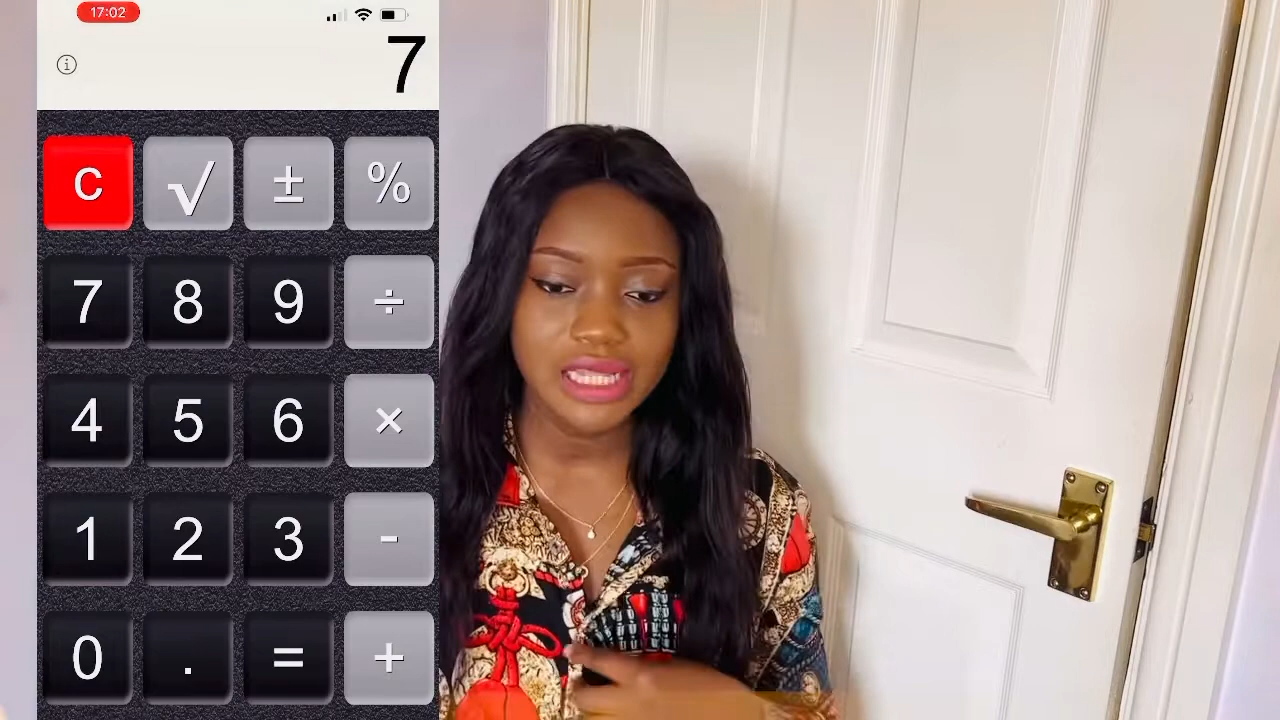 17:02
7
C √ ± %
7 8 9 ÷
4 5 6 ×
1 2 3 -
0 . = +